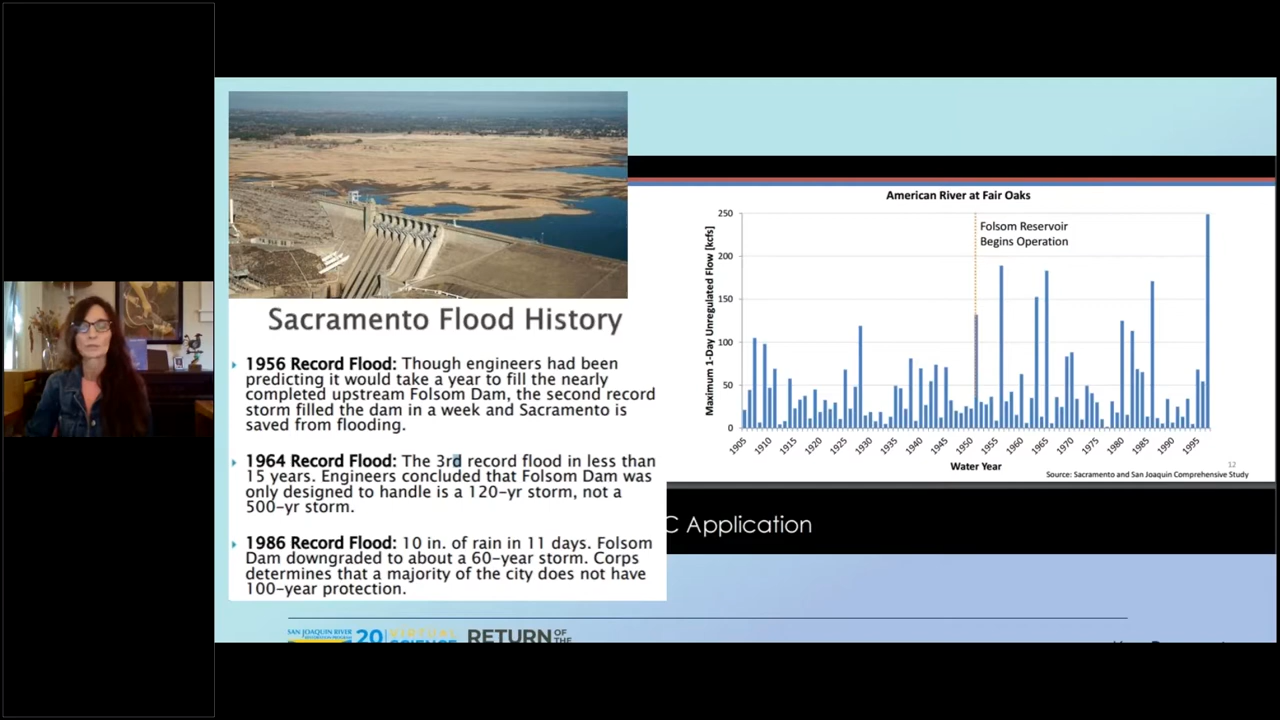 Sacramento Flood History
1956 Record Flood: Though engineers had been
predicting it would take a year to fill the nearly
completed upstream Folsom Dam, the second record
storm filled the dam in a week and Sacramento is
saved from flooding.
1964 Record Flood: The 3rd record flood in less than
15 years. Engineers concluded that Folsom Dam was
only designed to handle is a 120-yr storm, not a
500-yr storm.
1986 Record Flood: 10 in. of rain in 11 days. Folsom
Dam downgraded to about a 60-year storm. Corps
determines that a majority of the city does not have
100-year protection.
American River at Fair Oaks
Maximum 1-Day Unregulated Flow [kcfs]
250
200
150
100
50
0
Folsom Reservoir
Begins Operation
1905 1910 1915 1920 1925 1930 1935 1940 1945 1950 1955 1960 1965 1970 1975 1980 1985 1990 1995
Water Year
12
Source: Sacramento and San Joaquin Comprehensive Study
C Application
SAN JOAQUIN RIVER
20 VIRTUAL
SCIENCE
RETURN OF
THE